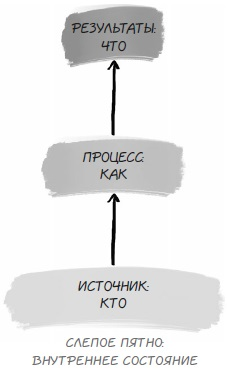 РЕЗУЛЬТАТЫ:
ЧТО
ПРОЦЕСС:
КАК
ИСТОЧНИК:
КТО
СЛЕПОЕ ПЯТНО:
ВНУТРЕННЕЕ СОСТОЯНИЕ